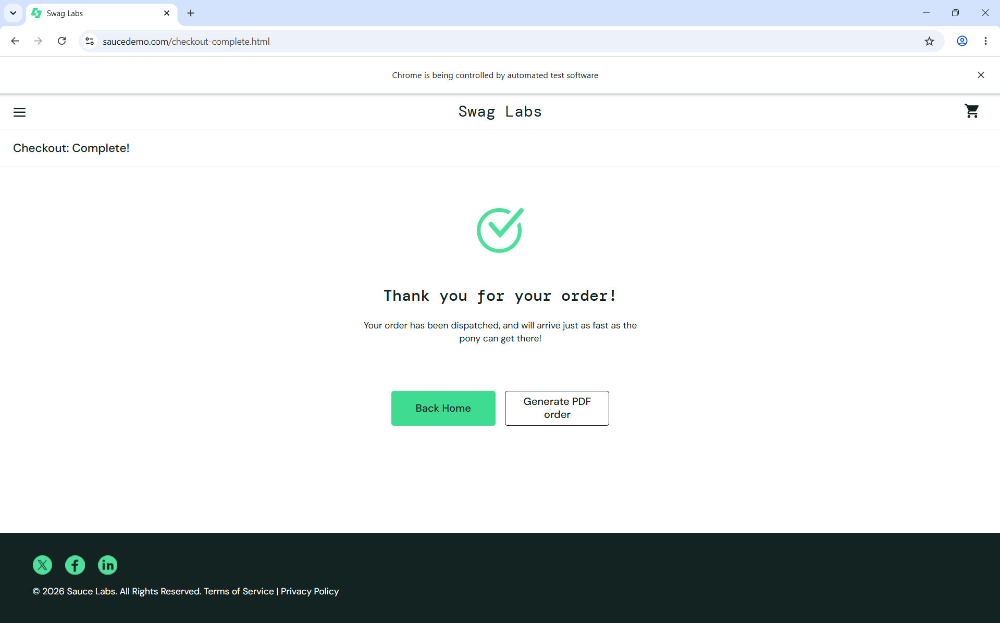 Swag Labs
saucedemo.com/checkout-complete.html
Chrome is being controlled by automated test software
Swag Labs
Checkout: Complete!
Thank you for your order!
Your order has been dispatched, and will arrive just as fast as the
pony can get there!
Back Home
Generate PDF
order
© 2026 Sauce Labs. All Rights Reserved. Terms of Service | Privacy Policy